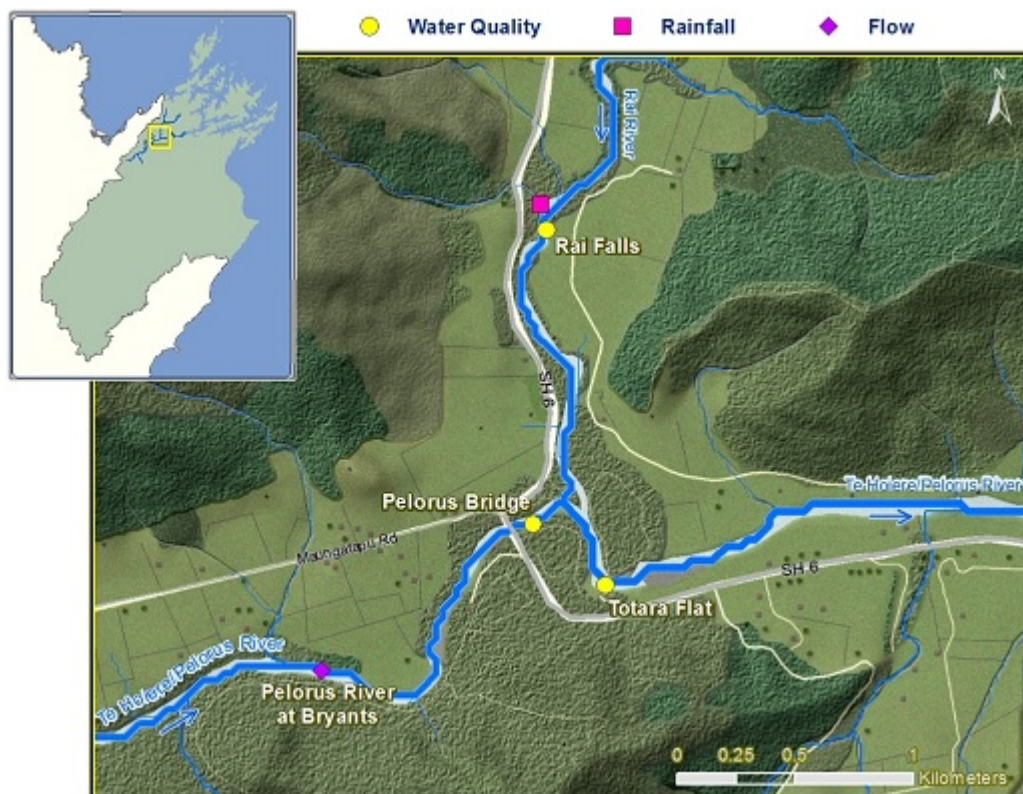 Water Quality
Rainfall
Flow
N
Rai River
Rai Falls
SH 6
Pelorus Bridge
Te Hoiere/Pelorus River
Maungatapu Rd
SH 6
Totara Flat
Te Hoiere/Pelorus River
Pelorus River
at Bryants
0 0.25 0.5 1
Kilometers